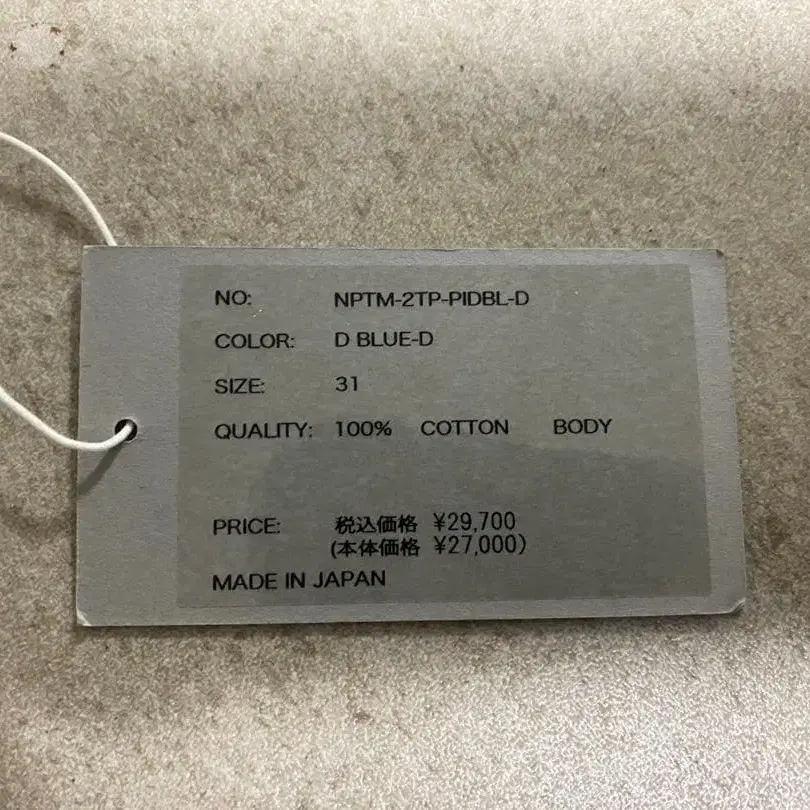 NO: NPTM-2TP-PIDBL-D
COLOR: D BLUE-D
SIZE: 31
QUALITY: 100% COTTON BODY
PRICE: 税込価格 ¥29,700
(本体価格 ¥27,000)
MADE IN JAPAN